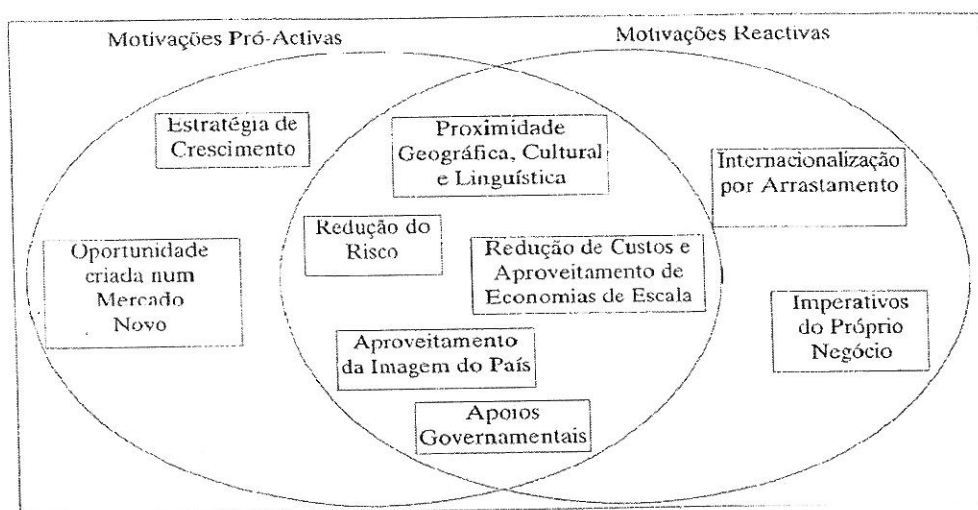 Motivações Pró-Activas
Motivações Reactivas
Estratégia de
Crescimento
Proximidade
Geográfica, Cultural
e Linguística
Internacionalização
por Arrastamento
Redução do
Risco
Oportunidade
criada num
Mercado
Novo
Redução de Custos e
Aproveitamento de
Economias de Escala
Imperativos
do Próprio
Negócio
Aproveitamento
da Imagem do País
Apoios
Governamentais